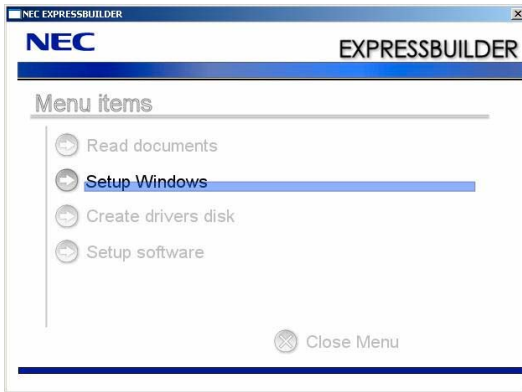 NEC EXPRESSBUILDER
NEC
EXPRESSBUILDER
Menu items
Read documents
Setup Windows
Create drivers disk
Setup software
Close Menu